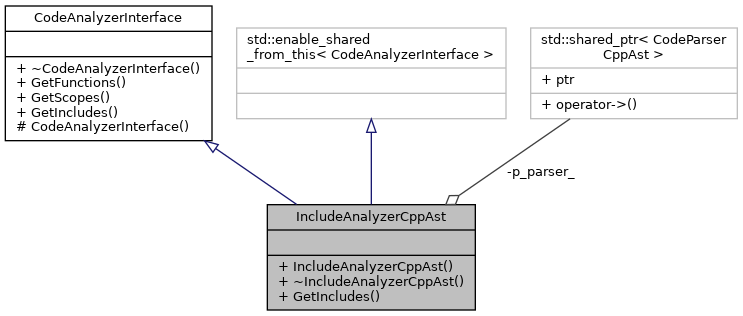 CodeAnalyzerInterface
+ ~CodeAnalyzerInterface()
+ GetFunctions()
+ GetScopes()
+ GetIncludes()
# CodeAnalyzerInterface()
std::enable_shared
_from_this< CodeAnalyzerInterface >
std::shared_ptr< CodeParser
CppAst >
+ ptr
+ operator->()
-p_parser_
IncludeAnalyzerCppAst
+ IncludeAnalyzerCppAst()
+ ~IncludeAnalyzerCppAst()
+ GetIncludes()